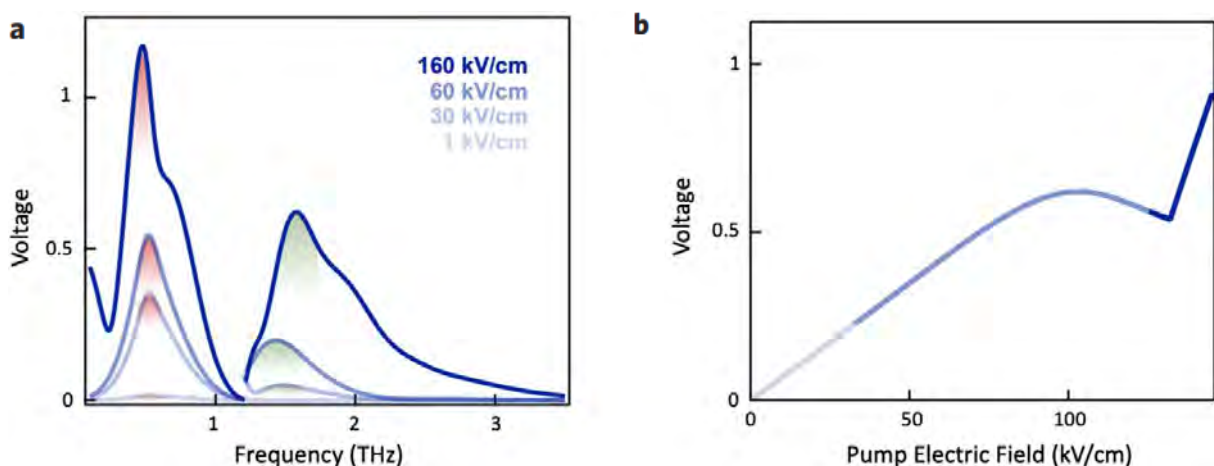 a
160 kV/cm
60 kV/cm
30 kV/cm
1 kV/cm
1
0.5
0
Voltage
1
2
3
Frequency (THz)
b
1
0.5
0
Voltage
0
50
100
Pump Electric Field (kV/cm)